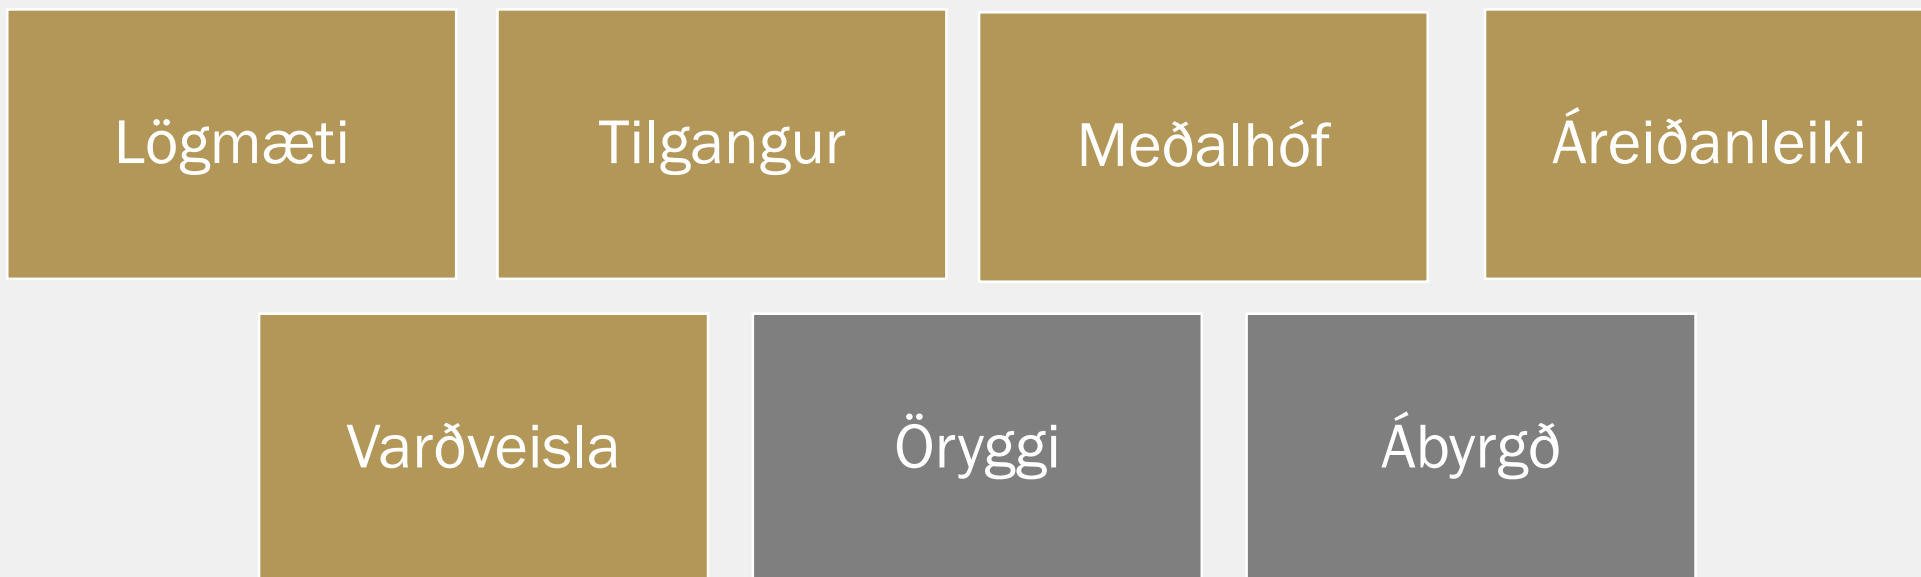 Lögmæti
Tilgangur
Meðalhóf
Áreiðanleiki
Varðveisla
Öryggi
Ábyrgð